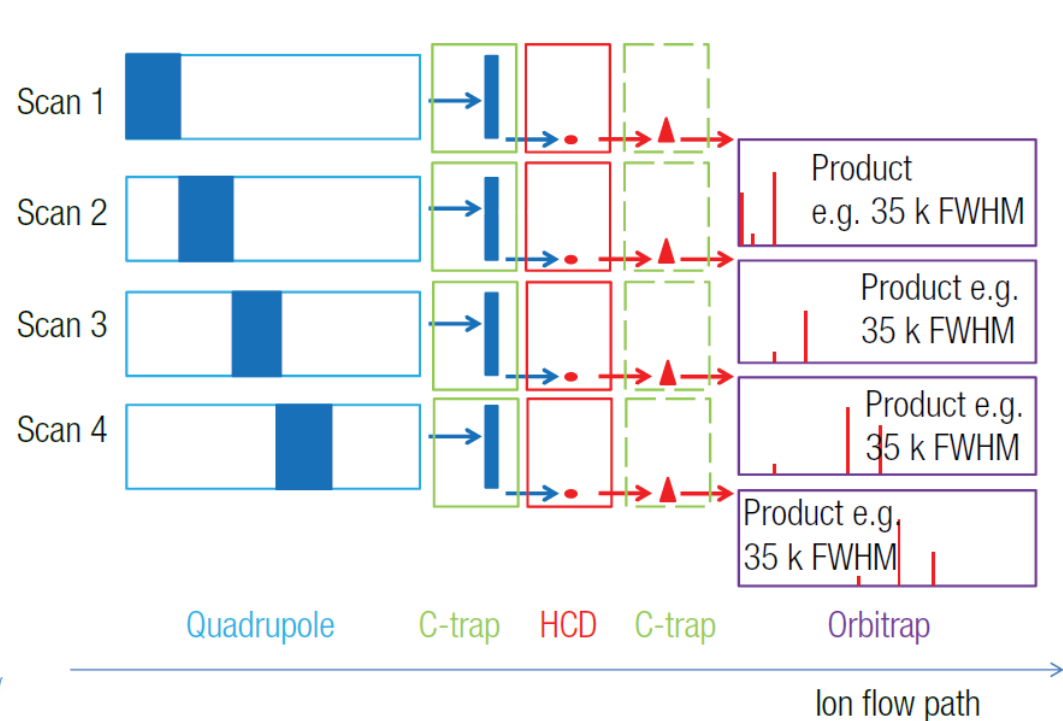 Scan 1
Product
e.g. 35 k FWHM
Scan 2
Product e.g.
35 k FWHM
Scan 3
Product e.g.
35 k FWHM
Scan 4
Product e.g.
35 k FWHM
Quadrupole
C-trap
HCD
C-trap
Orbitrap
Ion flow path